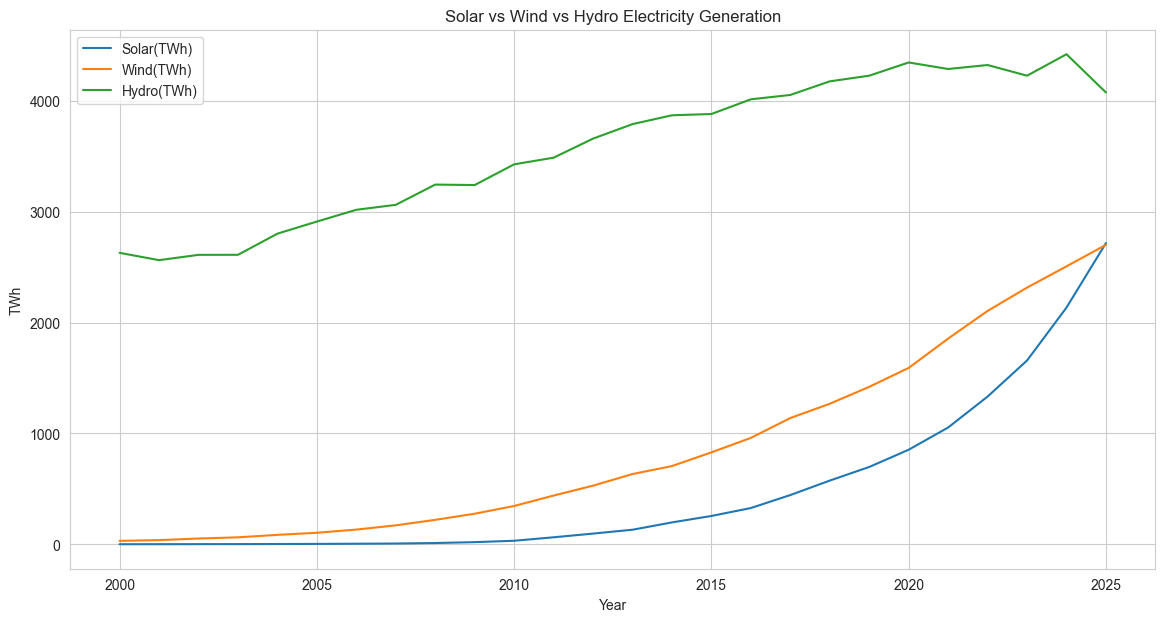 Solar vs Wind vs Hydro Electricity Generation
Solar(TWh)
Wind(TWh)
Hydro(TWh)
4000
3000
2000
1000
0
TWh
2000
2005
2010
2015
2020
2025
Year